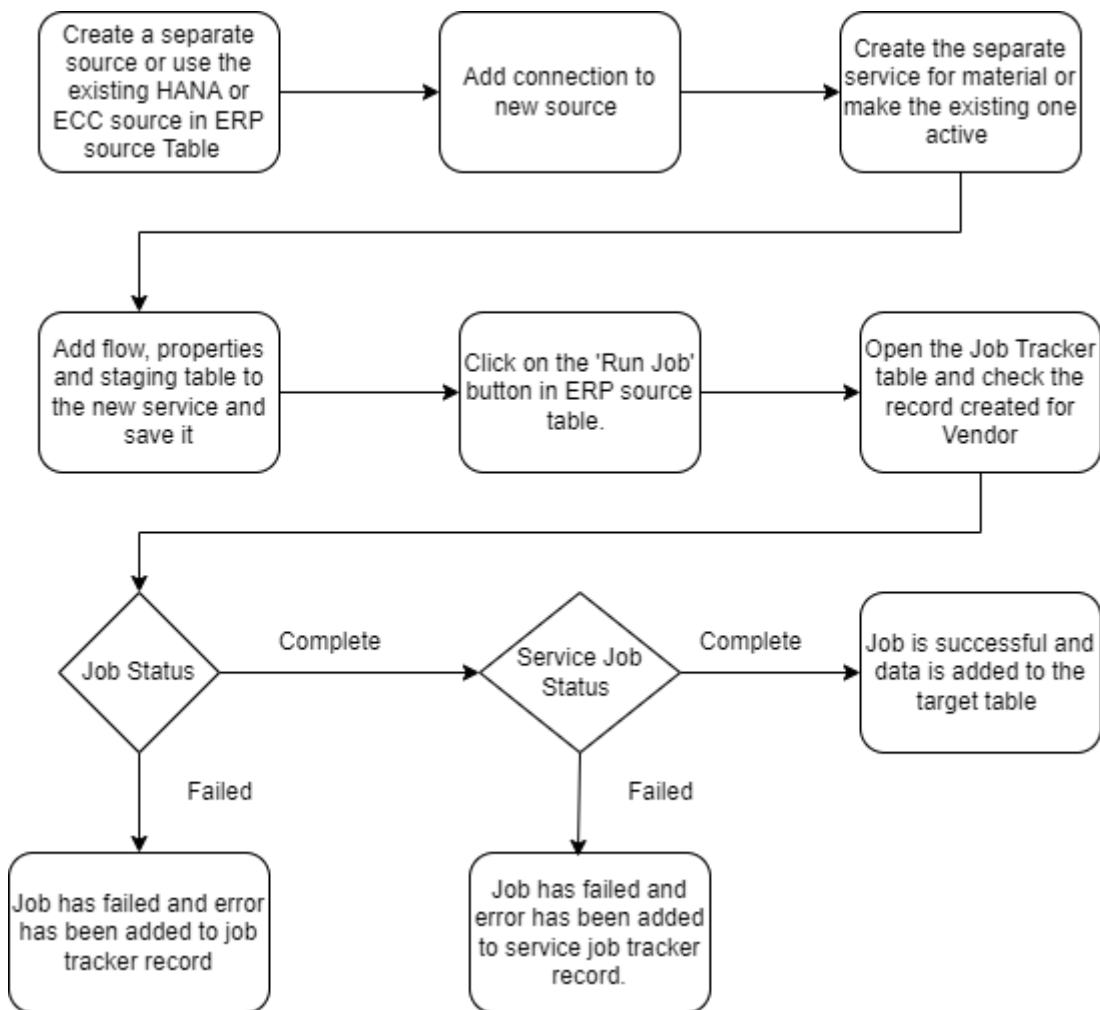 Create a separate
source or use the
existing HANA or
ECC source in ERP
source Table
Add connection to
new source
Create the separate
service for material or
make the existing one
active
Add flow, properties
and staging table to
the new service and
save it
Click on the 'Run Job'
button in ERP source
table.
Open the Job Tracker
table and check the
record created for
Vendor
Job Status
Complete
Service Job
Status
Complete
Job is successful and
data is added to the
target table
Failed
Failed
Job has failed and error
has been added to job
tracker record
Job has failed and
error has been added
to service job tracker
record.